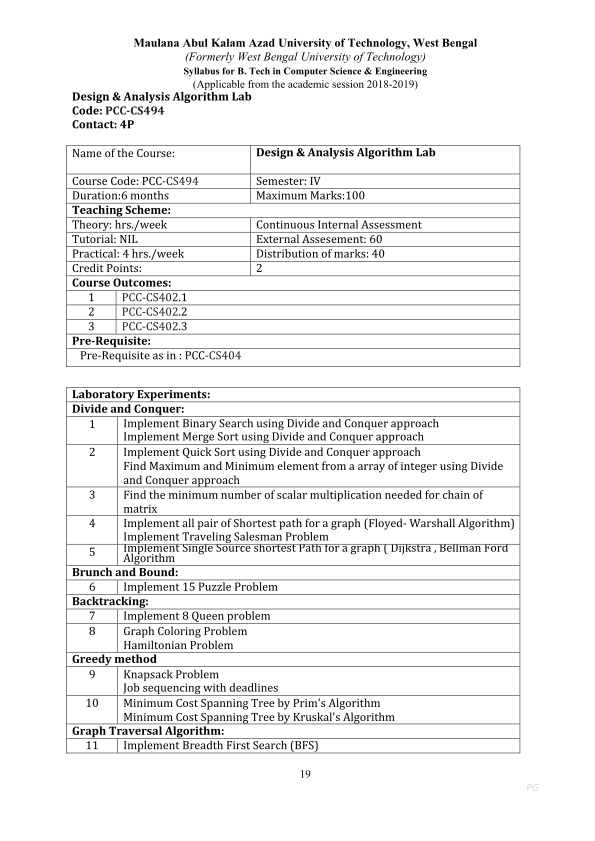 Maulana Abul Kalam Azad University of Technology, West Bengal
(Formerly West Bengal University of Technology)
Syllabus for B. Tech in Computer Science & Engineering
(Applicable from the academic session 2018-2019)
Design & Analysis Algorithm Lab
Code: PCC-CS494
Contact: 4P
Name of the Course: Design & Analysis Algorithm Lab
Course Code: PCC-CS494 Semester: IV
Duration:6 months Maximum Marks:100
Teaching Scheme:
Theory: hrs./week Continuous Internal Assessment
Tutorial: NIL External Assesement: 60
Practical: 4 hrs./week Distribution of marks: 40
Credit Points: 2
Course Outcomes:
1 PCC-CS402.1
2 PCC-CS402.2
3 PCC-CS402.3
Pre-Requisite:
Pre-Requisite as in : PCC-CS404
Laboratory Experiments:
Divide and Conquer:
1 Implement Binary Search using Divide and Conquer approach
Implement Merge Sort using Divide and Conquer approach
2 Implement Quick Sort using Divide and Conquer approach
Find Maximum and Minimum element from a array of integer using Divide
and Conquer approach
3 Find the minimum number of scalar multiplication needed for chain of
matrix
4 Implement all pair of Shortest path for a graph (Floyed- Warshall Algorithm)
Implement Traveling Salesman Problem
5 Implement Single Source shortest Path for a graph ( Dijkstra , Bellman Ford
Algorithm
Brunch and Bound:
6 Implement 15 Puzzle Problem
Backtracking:
7 Implement 8 Queen problem
8 Graph Coloring Problem
Hamiltonian Problem
Greedy method
9 Knapsack Problem
Job sequencing with deadlines
10 Minimum Cost Spanning Tree by Prim's Algorithm
Minimum Cost Spanning Tree by Kruskal's Algorithm
Graph Traversal Algorithm:
11 Implement Breadth First Search (BFS)
19
PG